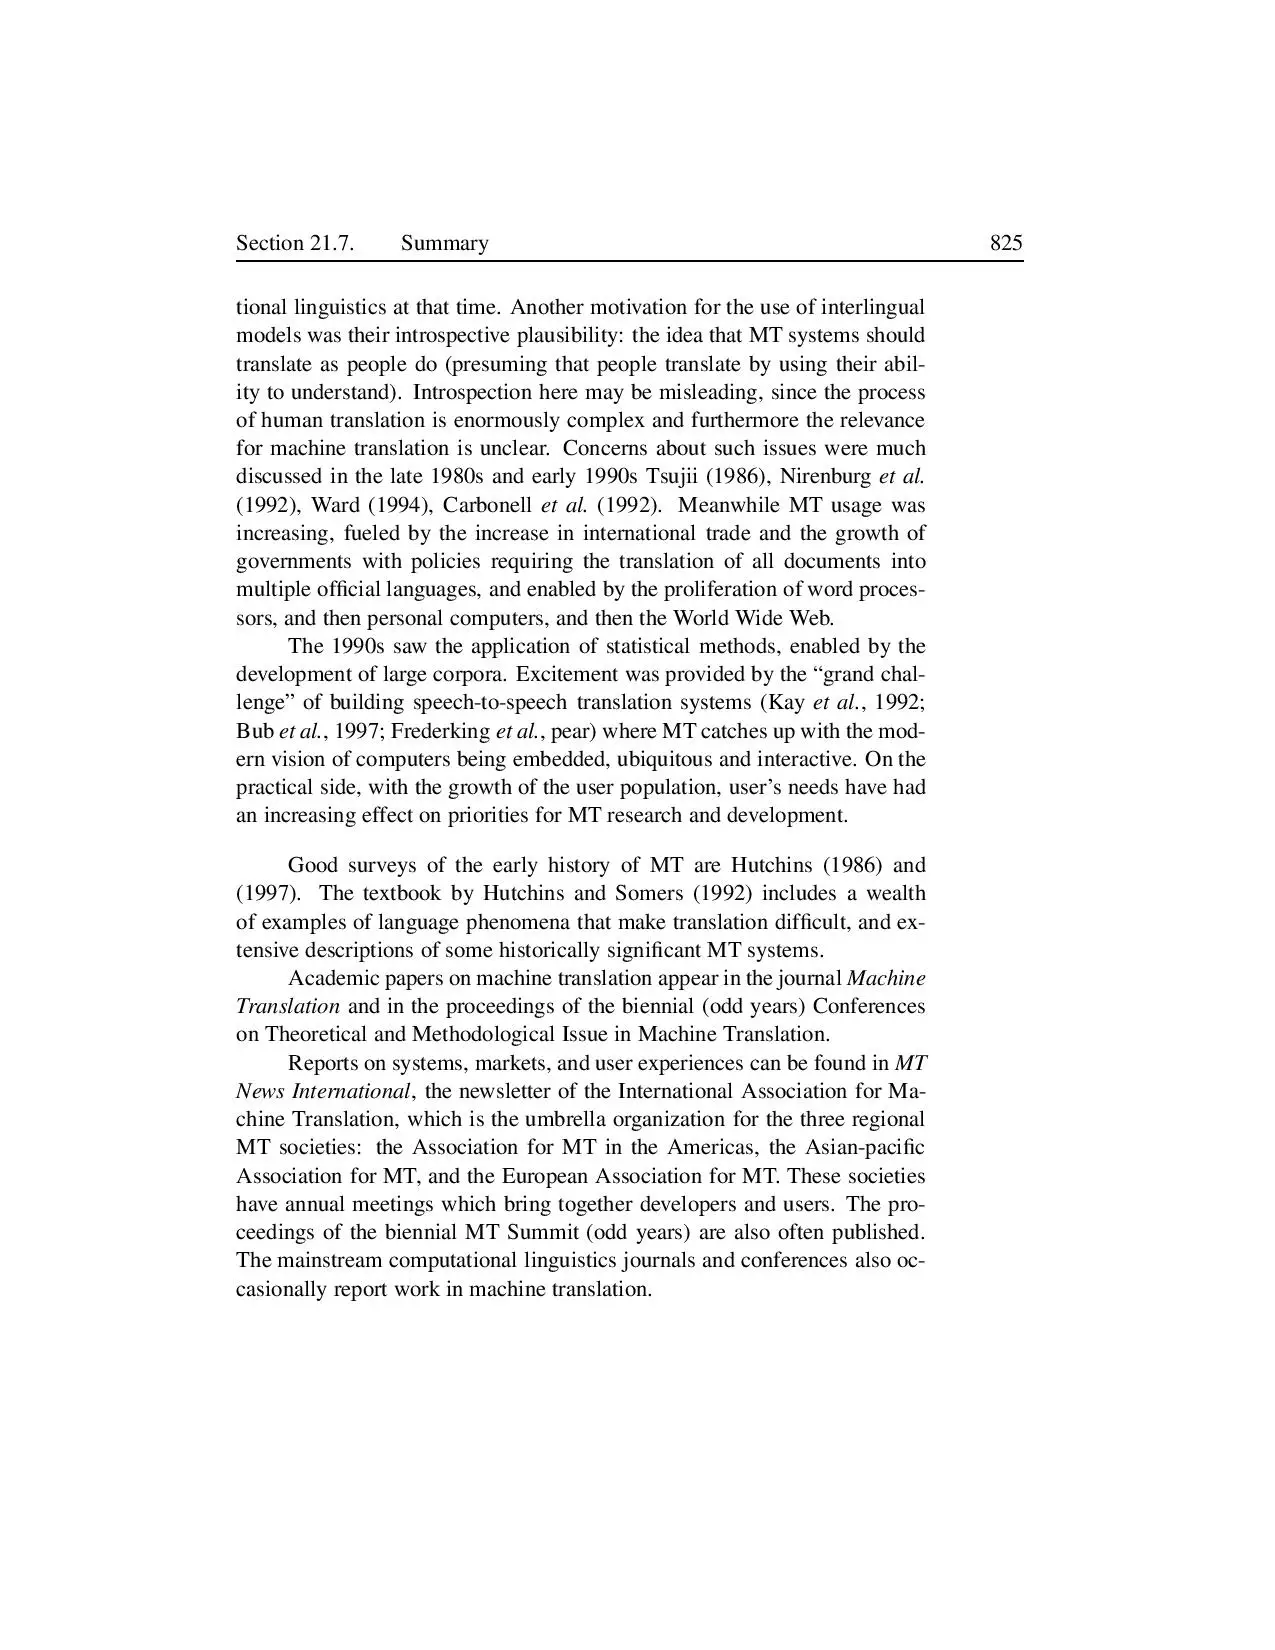 Section 21.7. Summary 825
tional linguistics at that time. Another motivation for the use of interlingual
models was their introspective plausibility: the idea that MT systems should
translate as people do (presuming that people translate by using their abil-
ity to understand). Introspection here may be misleading, since the process
of human translation is enormously complex and furthermore the relevance
for machine translation is unclear. Concerns about such issues were much
discussed in the late 1980s and early 1990s Tsujii (1986), Nirenburg et al.
(1992), Ward (1994), Carbonell et al. (1992). Meanwhile MT usage was
increasing, fueled by the increase in international trade and the growth of
governments with policies requiring the translation of all documents into
multiple official languages, and enabled by the proliferation of word proces-
sors, and then personal computers, and then the World Wide Web.
The 1990s saw the application of statistical methods, enabled by the
development of large corpora. Excitement was provided by the “grand chal-
lenge” of building speech-to-speech translation systems (Kay et al., 1992;
Bub et al., 1997; Frederking et al., pear) where MT catches up with the mod-
ern vision of computers being embedded, ubiquitous and interactive. On the
practical side, with the growth of the user population, user’s needs have had
an increasing effect on priorities for MT research and development.
Good surveys of the early history of MT are Hutchins (1986) and
(1997). The textbook by Hutchins and Somers (1992) includes a wealth
of examples of language phenomena that make translation difficult, and ex-
tensive descriptions of some historically significant MT systems.
Academic papers on machine translation appear in the journal Machine
Translation and in the proceedings of the biennial (odd years) Conferences
on Theoretical and Methodological Issue in Machine Translation.
Reports on systems, markets, and user experiences can be found in MT
News International, the newsletter of the International Association for Ma-
chine Translation, which is the umbrella organization for the three regional
MT societies: the Association for MT in the Americas, the Asian-pacific
Association for MT, and the European Association for MT. These societies
have annual meetings which bring together developers and users. The pro-
ceedings of the biennial MT Summit (odd years) are also often published.
The mainstream computational linguistics journals and conferences also oc-
casionally report work in machine translation.